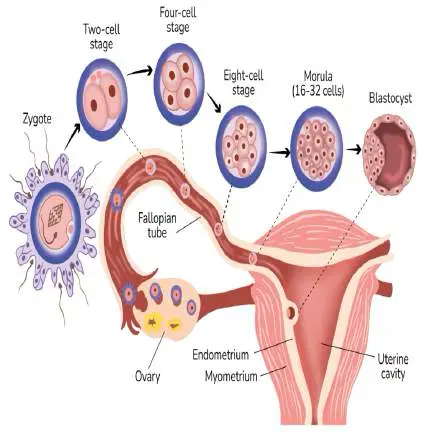 Four-cell
stage
Two-cell
stage
Eight-cell
stage
Morula
(16-32 cells)
Blastocyst
Zygote
Fallopian
tube
Ovary
Endometrium
Myometrium
Uterine
cavity